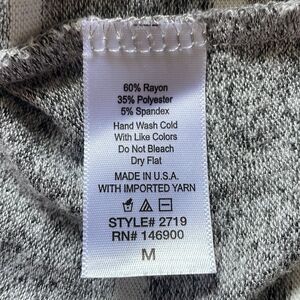 60% Rayon
35% Polyester
5% Spandex
Hand Wash Cold
With Like Colors
Do Not Bleach
Dry Flat
MADE IN U.S.A.
WITH IMPORTED YARN
STYLE# 2719
RN# 146900
M